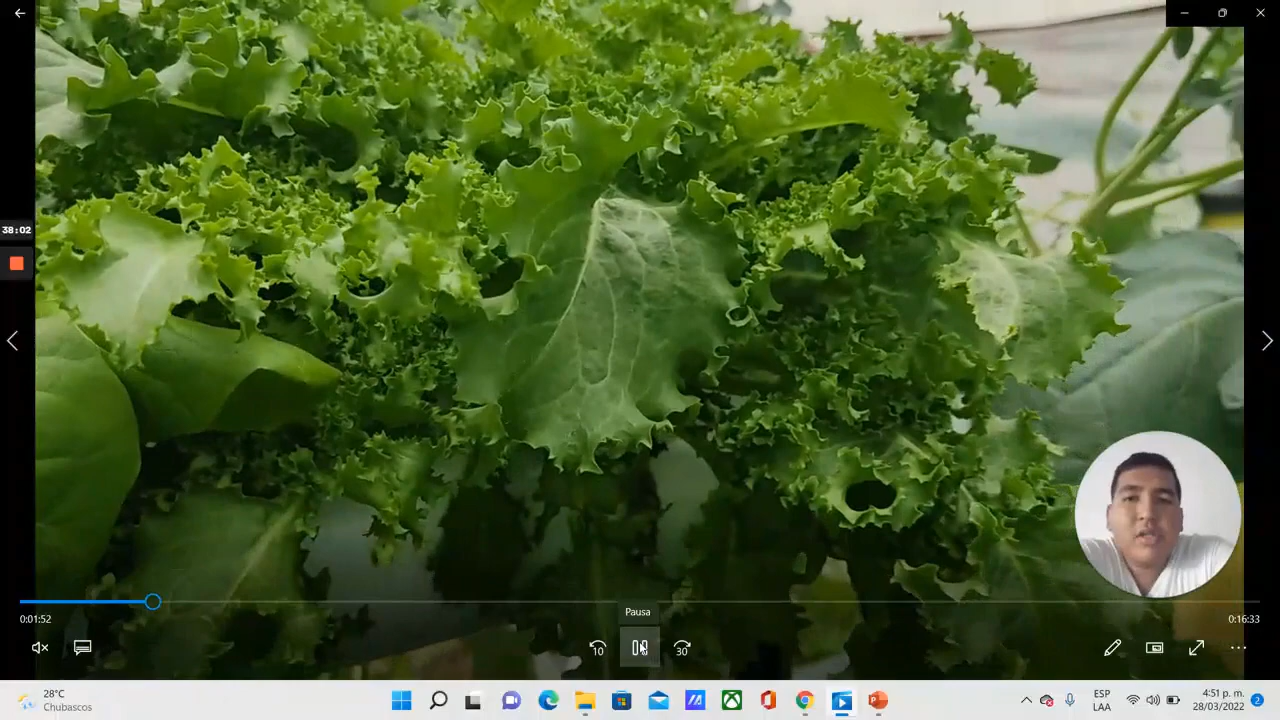 38:02
Pausa
0:01:52
0:16:33
10
30
28°C
Chubascos
ESP
LAA
4:51 p. m.
28/03/2022
2